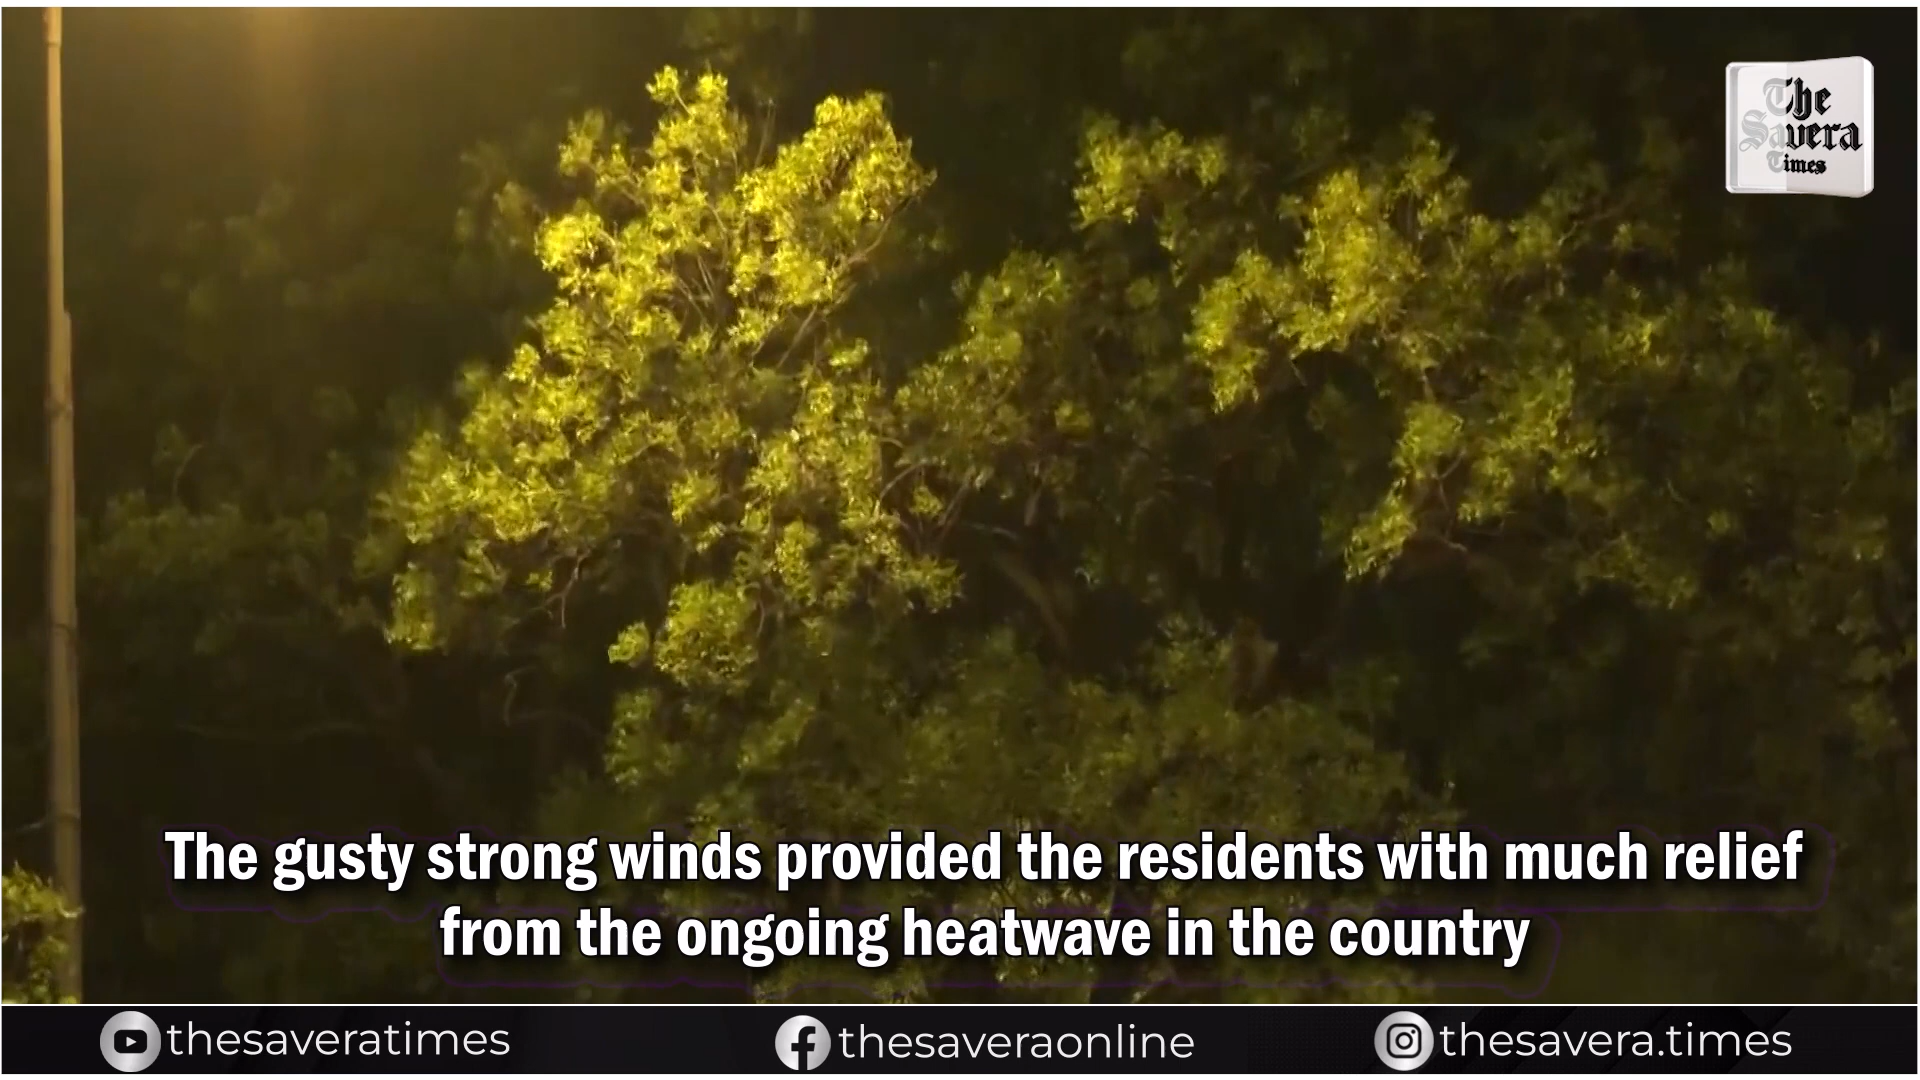 The
Savera
Times
The gusty strong winds provided the residents with much relief
from the ongoing heatwave in the country
thesaveratimes
thesaveraonline
thesavera.times